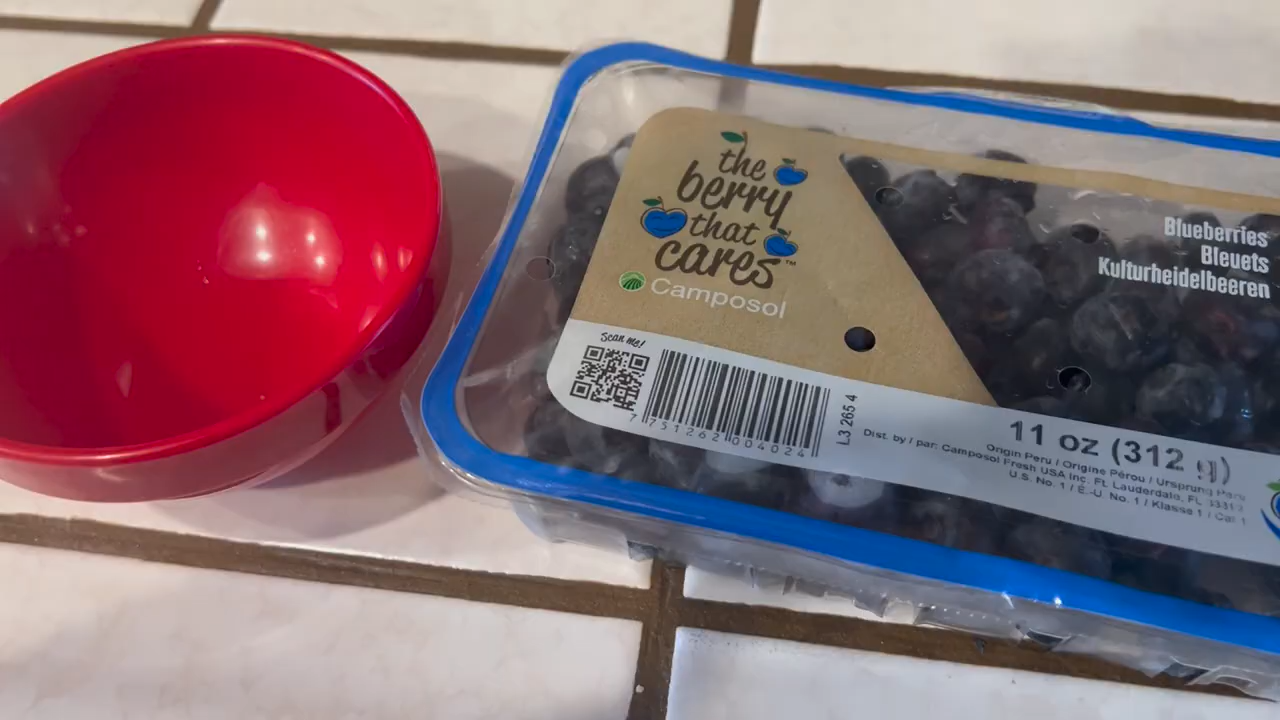 the
berry
that
cares™
Camposol
Scan me!
7 751262 004024
L3 265 4
Blueberries
Bleuets
Kulturheidelbeeren
11 oz (312 g)
Origin Peru / Origine Pérou / Ursprung Peru
Dist. by / par: Camposol Fresh USA Inc. Ft. Lauderdale, FL
U.S. No. 1 / E.-U. No. 1 / Klasse 1 / Cat 1